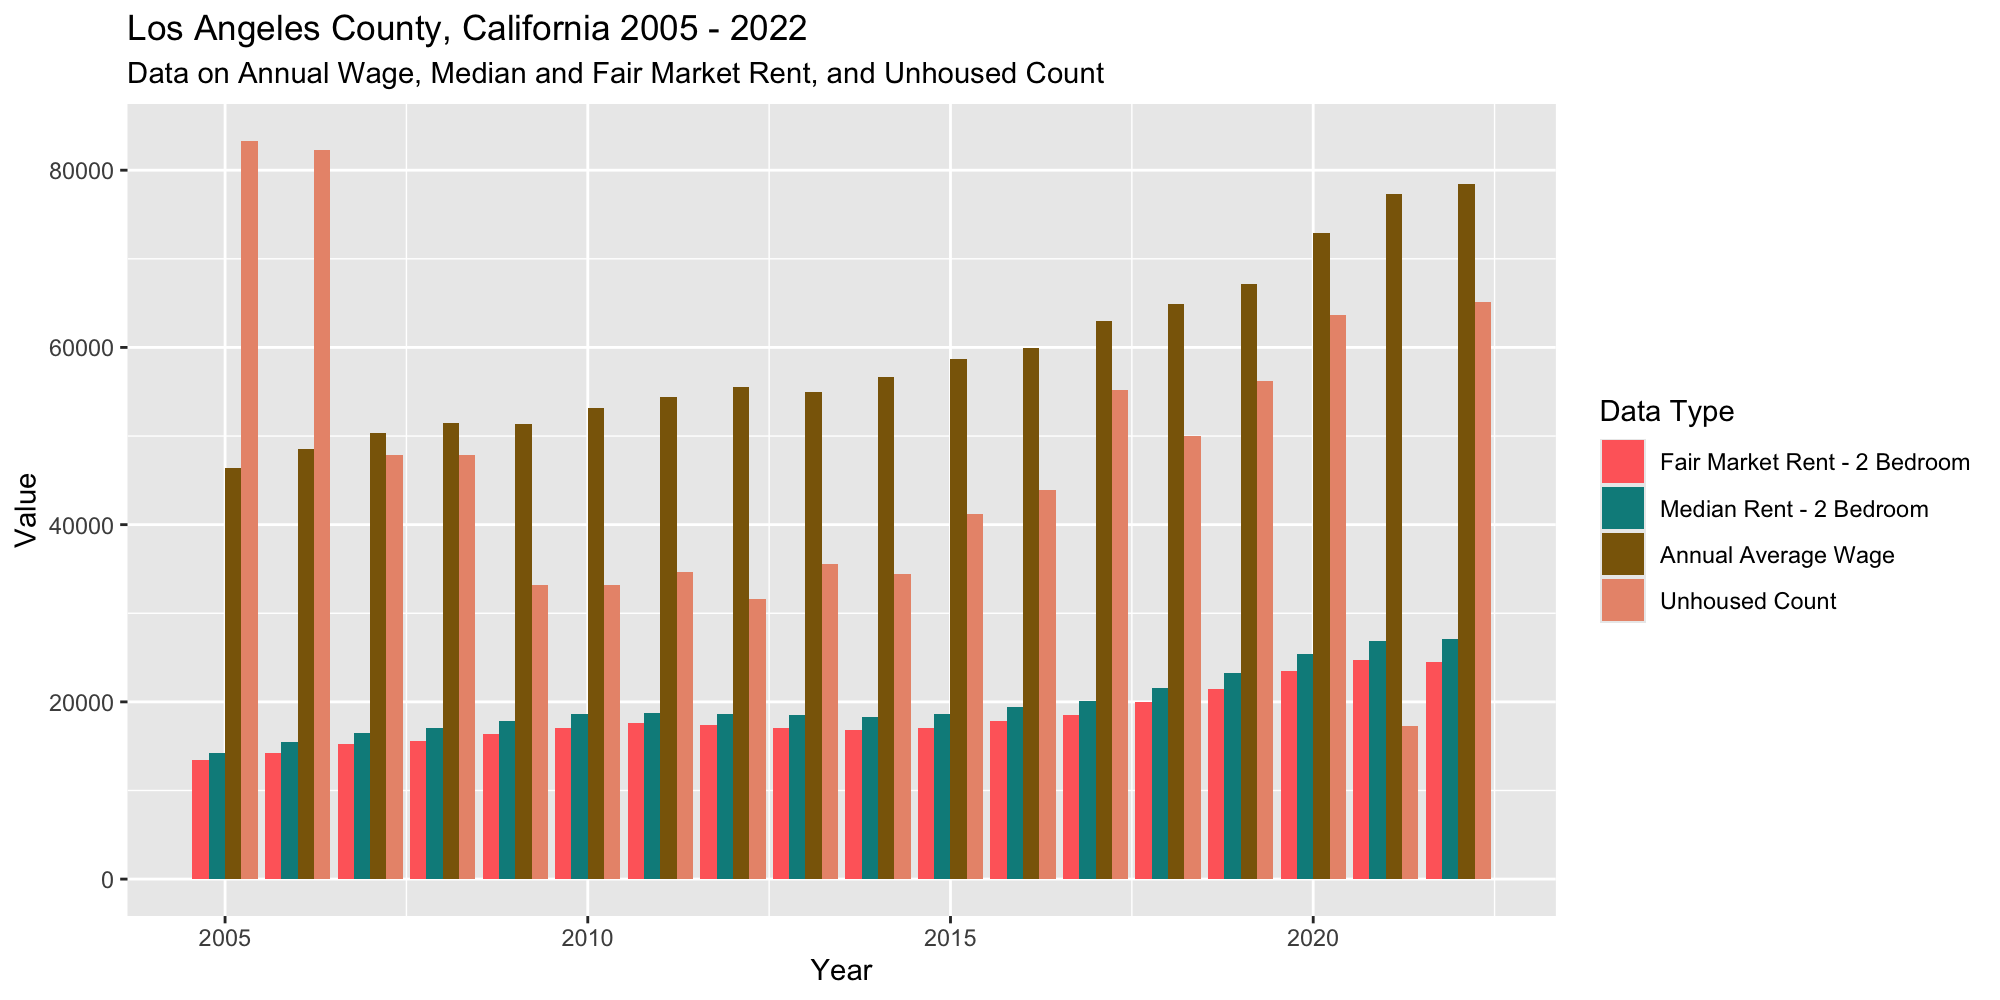 Los Angeles County, California 2005 - 2022
Data on Annual Wage, Median and Fair Market Rent, and Unhoused Count
80000
60000
40000
20000
0
Value
2005 2010 2015 2020
Year
Data Type
Fair Market Rent - 2 Bedroom
Median Rent - 2 Bedroom
Annual Average Wage
Unhoused Count